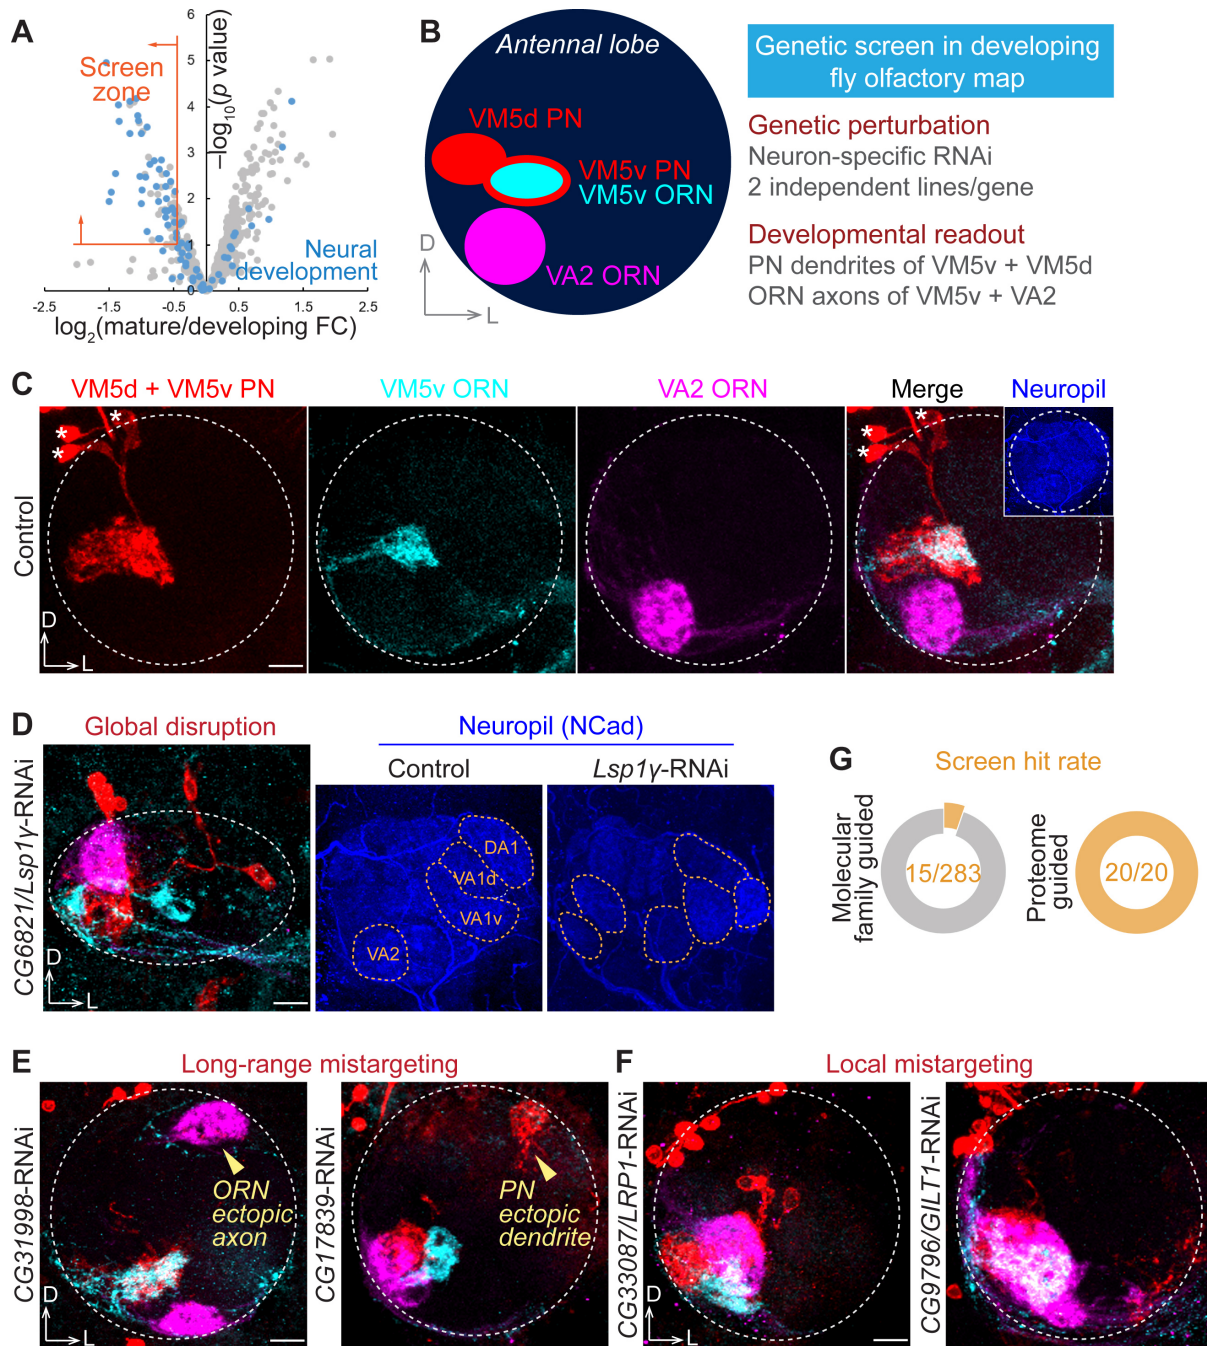 A
Screen
zone
–log10(p value)
6
5
4
3
2
1
0
Neural
development
-2.5
-1.5
-0.5
0.5
1.5
2.5
log2(mature/developing FC)
B
Antennal lobe
VM5d PN
VM5v PN
VM5v ORN
VA2 ORN
D
L
Genetic screen in developing
fly olfactory map
Genetic perturbation
Neuron-specific RNAi
2 independent lines/gene
Developmental readout
PN dendrites of VM5v + VM5d
ORN axons of VM5v + VA2
C
VM5d + VM5v PN
VM5v ORN
VA2 ORN
Merge
Neuropil
Control
*
*
*
*
*
*
D
L
D
Global disruption
CG6821/Lsp1γ-RNAi
D
L
Neuropil (NCad)
Control
Lsp1γ-RNAi
DA1
VA1d
VA1v
VA2
G
Screen hit rate
Molecular
family guided
15/283
Proteome
guided
20/20
E
Long-range mistargeting
CG31998-RNAi
ORN
ectopic
axon
D
L
CG17839-RNAi
PN
ectopic
dendrite
F
Local mistargeting
CG33087/LRP1-RNAi
D
L
CG9796/GILT1-RNAi